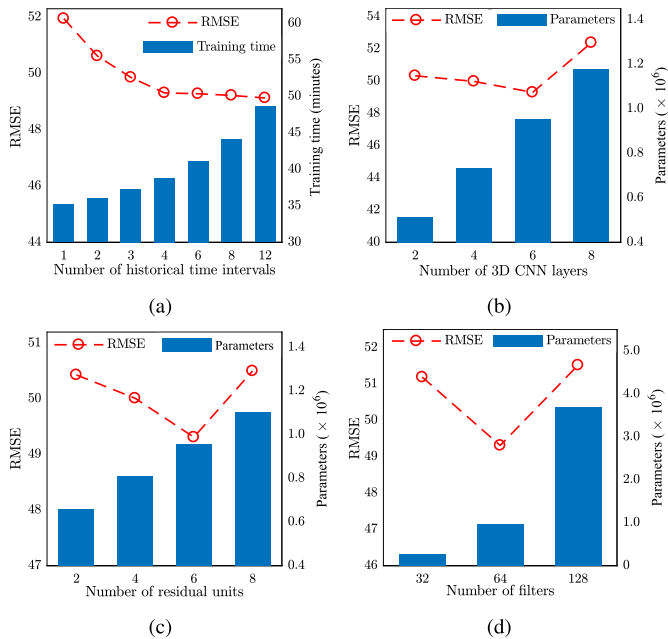 52
50
48
46
44
RMSE
RMSE
Training time
60
55
50
45
40
35
30
Training time (minutes)
1 2 3 4 6 8 12
Number of historical time intervals
(a)
54
52
50
48
46
44
42
40
RMSE
RMSE
Parameters
1.4
1.2
1.0
0.8
0.6
0.4
Parameters ( × 10⁶)
2 4 6 8
Number of 3D CNN layers
(b)
51
50
49
48
47
RMSE
RMSE
Parameters
1.4
1.2
1.0
0.8
0.6
0.4
Parameters ( × 10⁶)
2 4 6 8
Number of residual units
(c)
52
51
50
49
48
47
46
RMSE
RMSE
Parameters
5.0
4.0
3.0
2.0
1.0
0
Parameters ( × 10⁶)
32 64 128
Number of filters
(d)